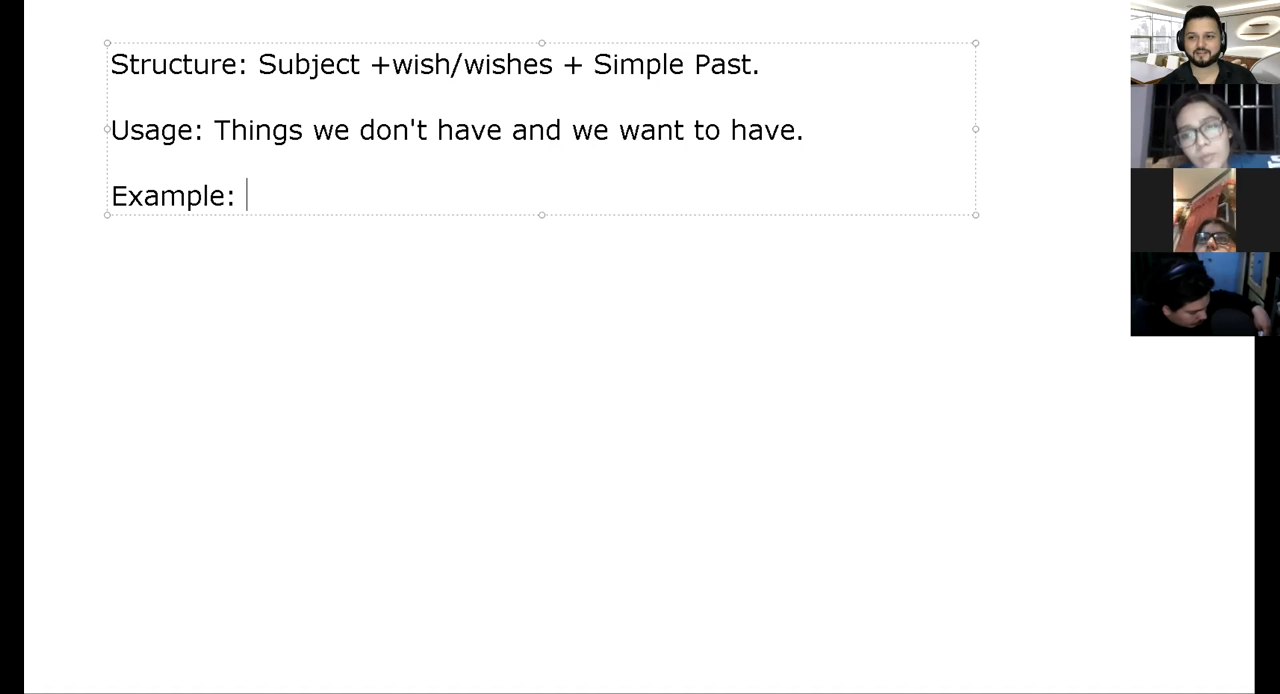 Structure: Subject +wish/wishes + Simple Past.
Usage: Things we don't have and we want to have.
Example: